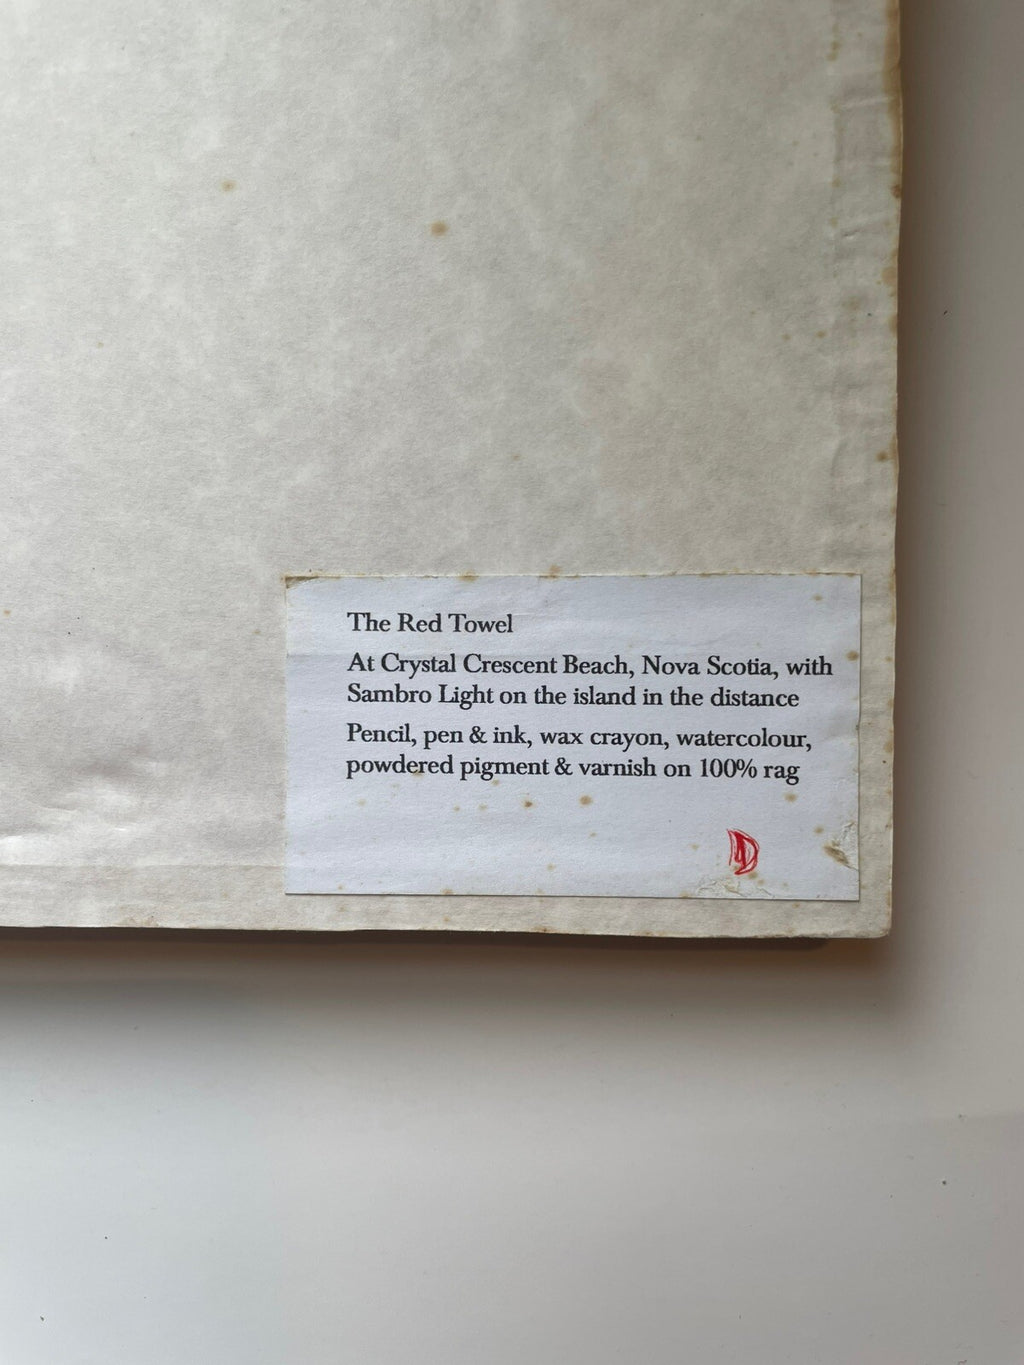 The Red Towel
At Crystal Crescent Beach, Nova Scotia, with
Sambro Light on the island in the distance
Pencil, pen & ink, wax crayon, watercolour,
powdered pigment & varnish on 100% rag
D